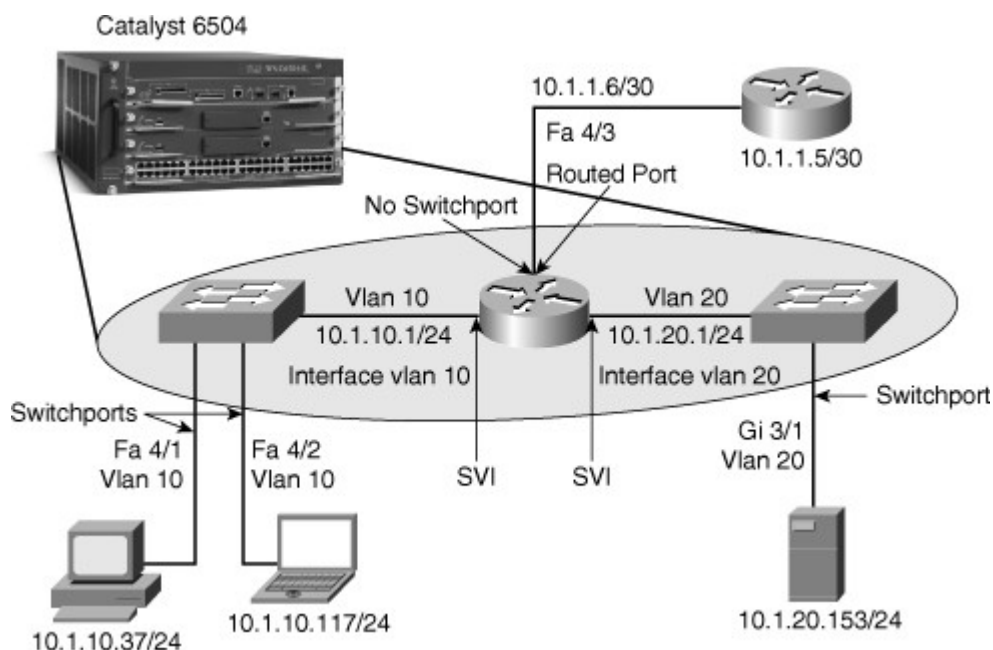 Catalyst 6504
10.1.1.6/30
Fa 4/3
10.1.1.5/30
Routed Port
No Switchport
Vlan 10
Vlan 20
10.1.10.1/24
10.1.20.1/24
Interface vlan 10
Interface vlan 20
Switchports
Switchport
Fa 4/1
Vlan 10
Fa 4/2
Vlan 10
SVI
SVI
Gi 3/1
Vlan 20
10.1.10.37/24
10.1.10.117/24
10.1.20.153/24